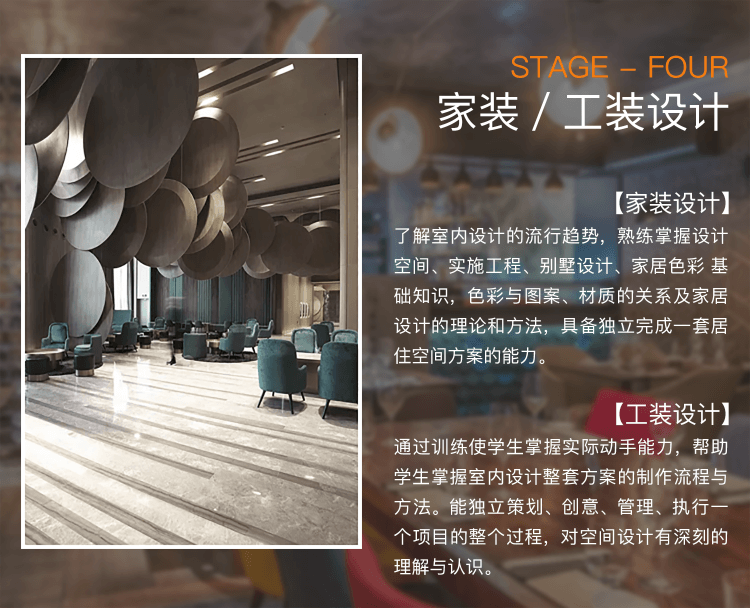 STAGE - FOUR
家装 / 工装设计
【家装设计】
了解室内设计的流行趋势，熟练掌握设计
空间、实施工程、别墅设计、家居色彩 基
础知识，色彩与图案、材质的关系及家居
设计的理论和方法，具备独立完成一套居
住空间方案的能力。
【工装设计】
通过训练使学生掌握实际动手能力，帮助
学生掌握室内设计整套方案的制作流程与
方法。能独立策划、创意、管理、执行一
个项目的整个过程，对空间设计有深刻的
理解与认识。